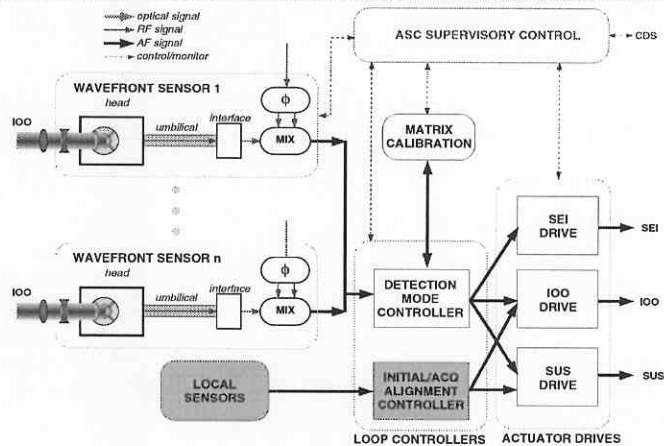 optical signal
RF signal
AF signal
control/monitor
ASC SUPERVISORY CONTROL
CDS
WAVEFRONT SENSOR 1
head
IOO
umbilical
interface
ϕ
MIX
MATRIX
CALIBRATION
WAVEFRONT SENSOR n
head
IOO
umbilical
interface
ϕ
MIX
DETECTION
MODE
CONTROLLER
SEI
DRIVE
SEI
IOO
DRIVE
IOO
SUS
DRIVE
SUS
LOCAL
SENSORS
INITIAL/ACQ
ALIGNMENT
CONTROLLER
LOOP CONTROLLERS
ACTUATOR DRIVES